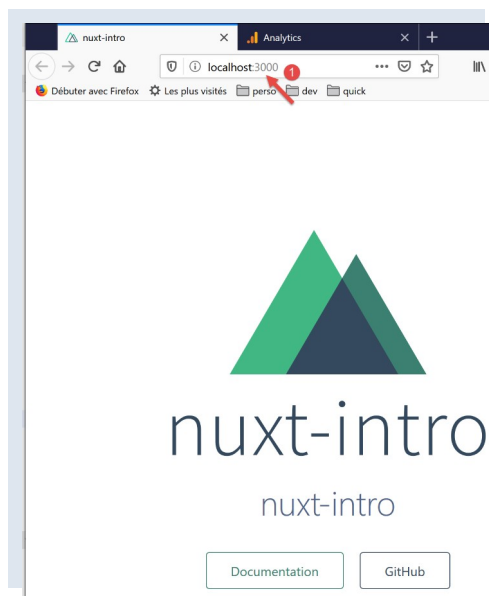 nuxt-intro
Analytics
localhost:3000
1
Débuter avec Firefox
Les plus visités
perso
dev
quick
nuxt-intro
nuxt-intro
Documentation
GitHub